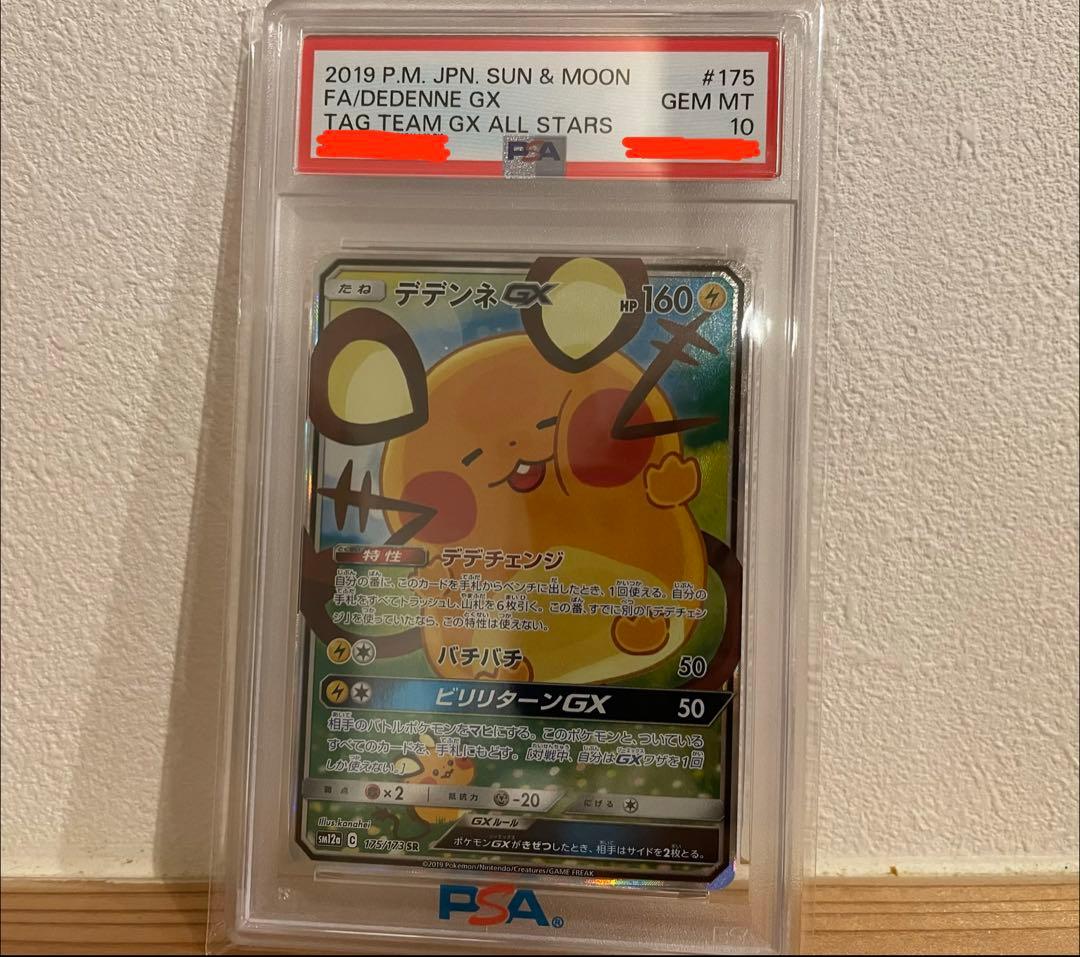 2019 P.M. JPN. SUN & MOON #175
FA/DEDENNE GX GEM MT
TAG TEAM GX ALL STARS 10
PSA
たね デデンネGX HP160
特性 デデチェンジ
自分の番に、このカードを手札からベンチに出したとき、1回使える。自分の
手札をすべてトラッシュし、山札を6枚引く。この番、すでに別の「デデチェン
ジ」を使っていたなら、この特性は使えない。
バチバチ 50
ビリリターンGX 50
相手のバトルポケモンをマヒにする。このポケモンと、ついている
すべてのカードを、手札にもどす。[対戦中、自分はGXワザを1回
しか使えない。]
弱点 ×2 抵抗力 -20 にげる
Illus. kanahei
GXルール
sm12a C 175/173 SR
ポケモンGXがきぜつしたとき、相手はサイドを2枚とる。
©2019 Pokémon/Nintendo/Creatures/GAME FREAK
PSA®